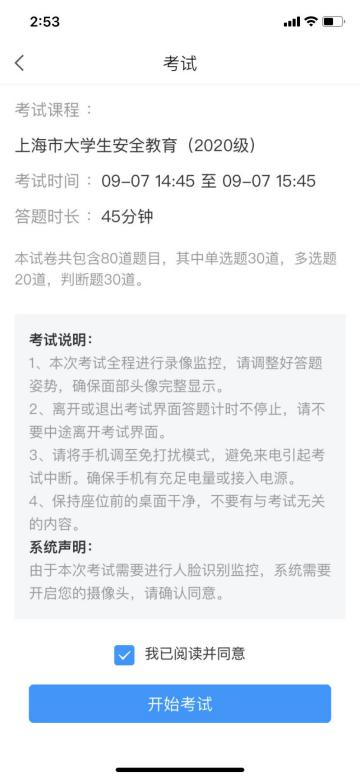 2:53
考试
考试课程：
上海市大学生安全教育（2020级）
考试时间：09-07 14:45 至 09-07 15:45
答题时长：45分钟
本试卷共包含80道题目，其中单选题30道，多选题
20道，判断题30道。
考试说明：
1、本次考试全程进行录像监控，请调整好答题
姿势，确保面部头像完整显示。
2、离开或退出考试界面答题计时不停止，请不
要中途离开考试界面。
3、请将手机调至免打扰模式，避免来电引起考
试中断。确保手机有充足电量或接入电源。
4、保持座位前的桌面干净，不要有与考试无关
的内容。
系统声明：
由于本次考试需要进行人脸识别监控，系统需要
开启您的摄像头，请确认同意。
我已阅读并同意
开始考试